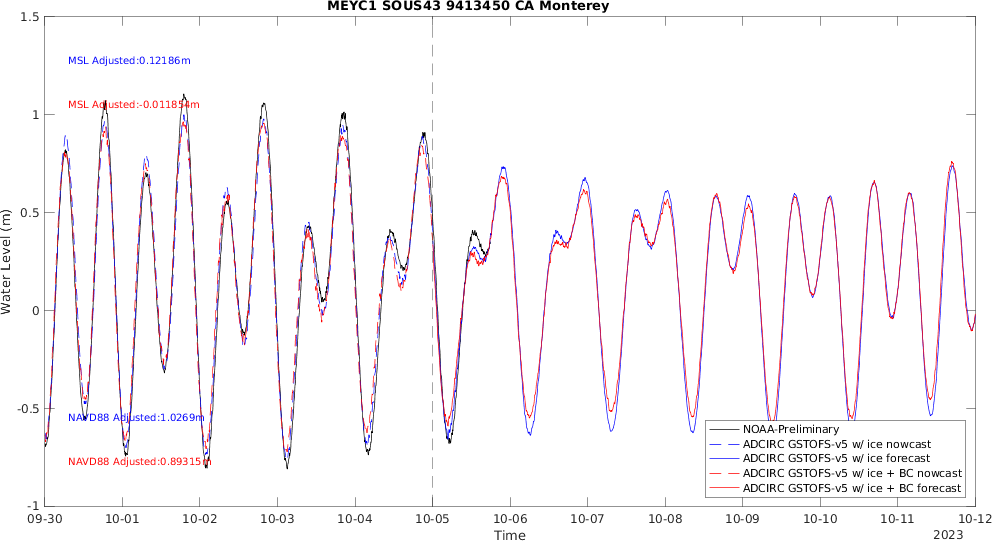 MEYC1 SOUS43 9413450 CA Monterey
1.5
1
0.5
0
-0.5
-1
Water Level (m)
MSL Adjusted:0.12186m
MSL Adjusted:-0.011854m
NAVD88 Adjusted:1.0269m
NAVD88 Adjusted:0.89315m
NOAA-Preliminary
ADCIRC GSTOFS-v5 w/ ice nowcast
ADCIRC GSTOFS-v5 w/ ice forecast
ADCIRC GSTOFS-v5 w/ ice + BC nowcast
ADCIRC GSTOFS-v5 w/ ice + BC forecast
09-30 10-01 10-02 10-03 10-04 10-05 10-06 10-07 10-08 10-09 10-10 10-11 10-12
Time
2023